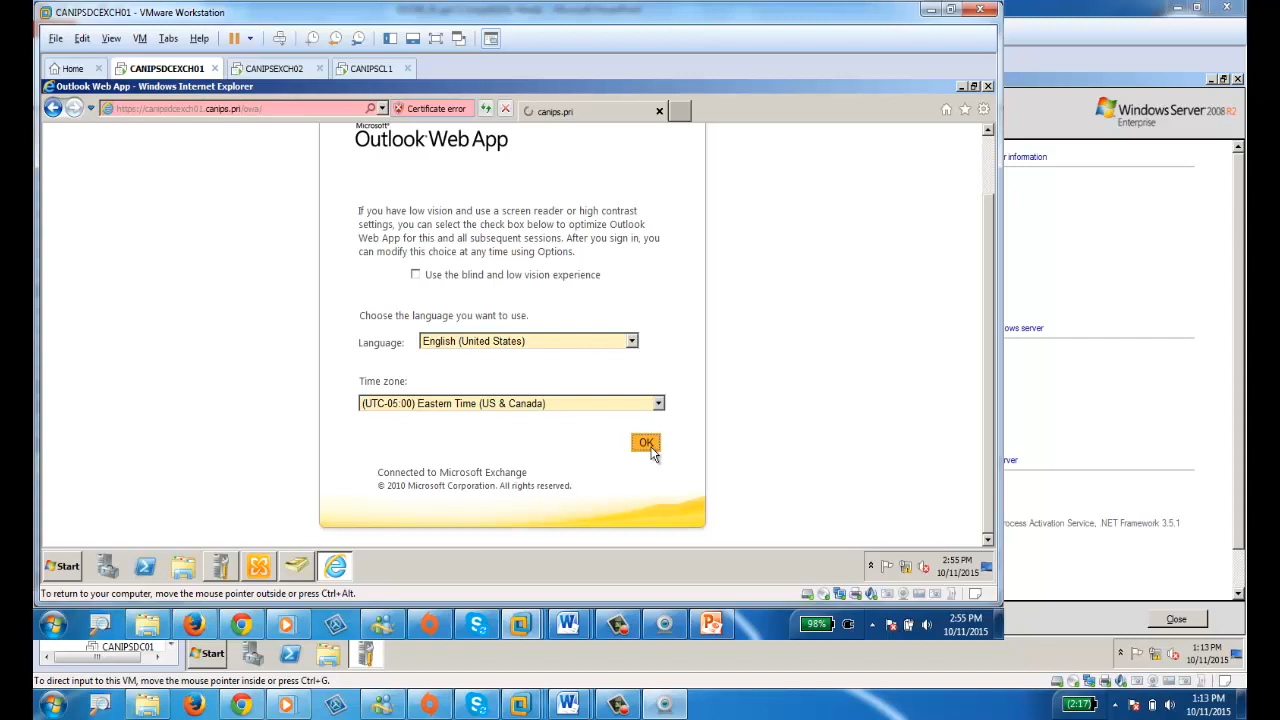 CANIPSDCEXCH01 - VMware Workstation
File Edit View VM Tabs Help
Home CANIPSDCEXCH01 CANIPSEXCH02 CANIPSCL1
Outlook Web App - Windows Internet Explorer
https://canipsdcexch01.canips.pri/owa/ Certificate error canips.pri
Windows Server 2008 R2
Enterprise
Microsoft®
Outlook Web App
r information
If you have low vision and use a screen reader or high contrast
settings, you can select the check box below to optimize Outlook
Web App for this and all subsequent sessions. After you sign in, you
can modify this choice at any time using Options.
Use the blind and low vision experience
Choose the language you want to use.
ows server
Language: English (United States)
Time zone:
(UTC-05:00) Eastern Time (US & Canada)
OK
rver
Connected to Microsoft Exchange
© 2010 Microsoft Corporation. All rights reserved.
rocess Activation Service, .NET Framework 3.5.1
Start
2:55 PM
10/11/2015
To return to your computer, move the mouse pointer outside or press Ctrl+Alt.
98%
2:55 PM
10/11/2015
Close
CANIPSDC01
Start
1:13 PM
10/11/2015
To direct input to this VM, move the mouse pointer inside or press Ctrl+G.
(2:17)
1:13 PM
10/11/2015